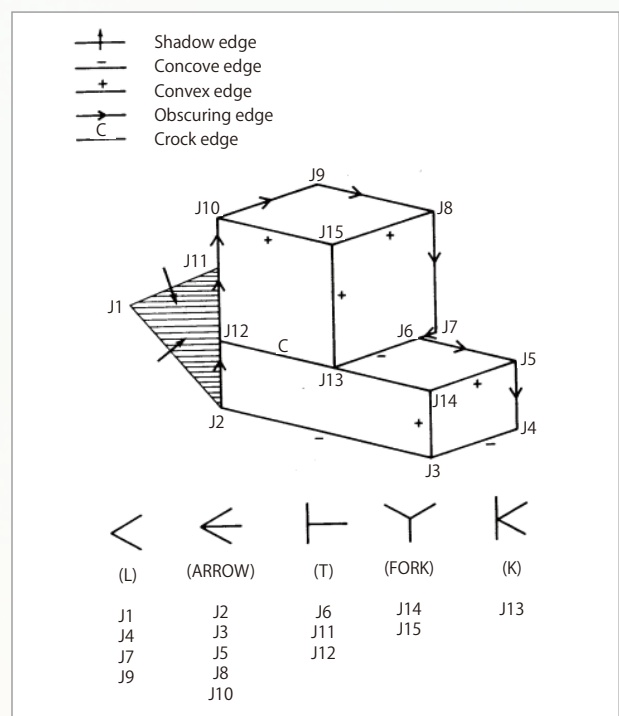 Shadow edge
− Concove edge
+ Convex edge
Obscuring edge
C Crock edge
J9
J10 J8
J15
+ +
J11
J1 +
J12 J6 J7
C −
J13 J5
J14 +
J2 + J4
− −
J3
(L) (ARROW) (T) (FORK) (K)
J1 J2 J6 J14 J13
J4 J3 J11 J15
J7 J5 J12
J9 J8
J10